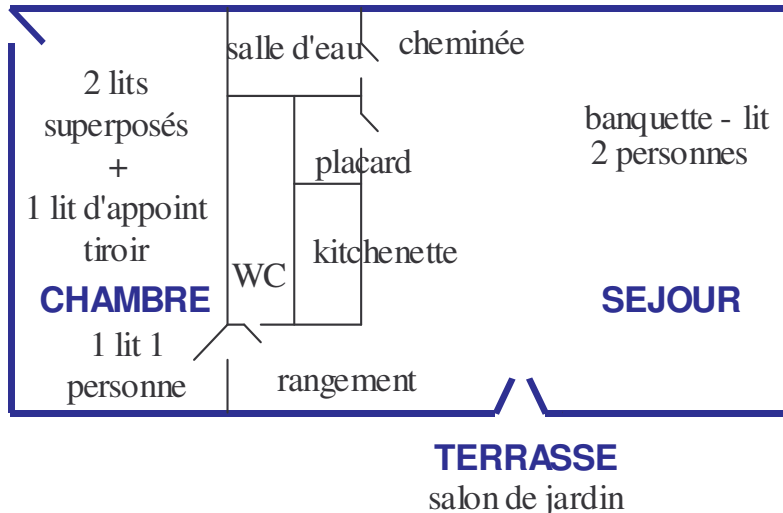 salle d'eau
cheminée
2 lits
superposés
+
1 lit d'appoint
tiroir
CHAMBRE
1 lit 1
personne
placard
WC
kitchenette
rangement
banquette - lit
2 personnes
SEJOUR
TERRASSE
salon de jardin